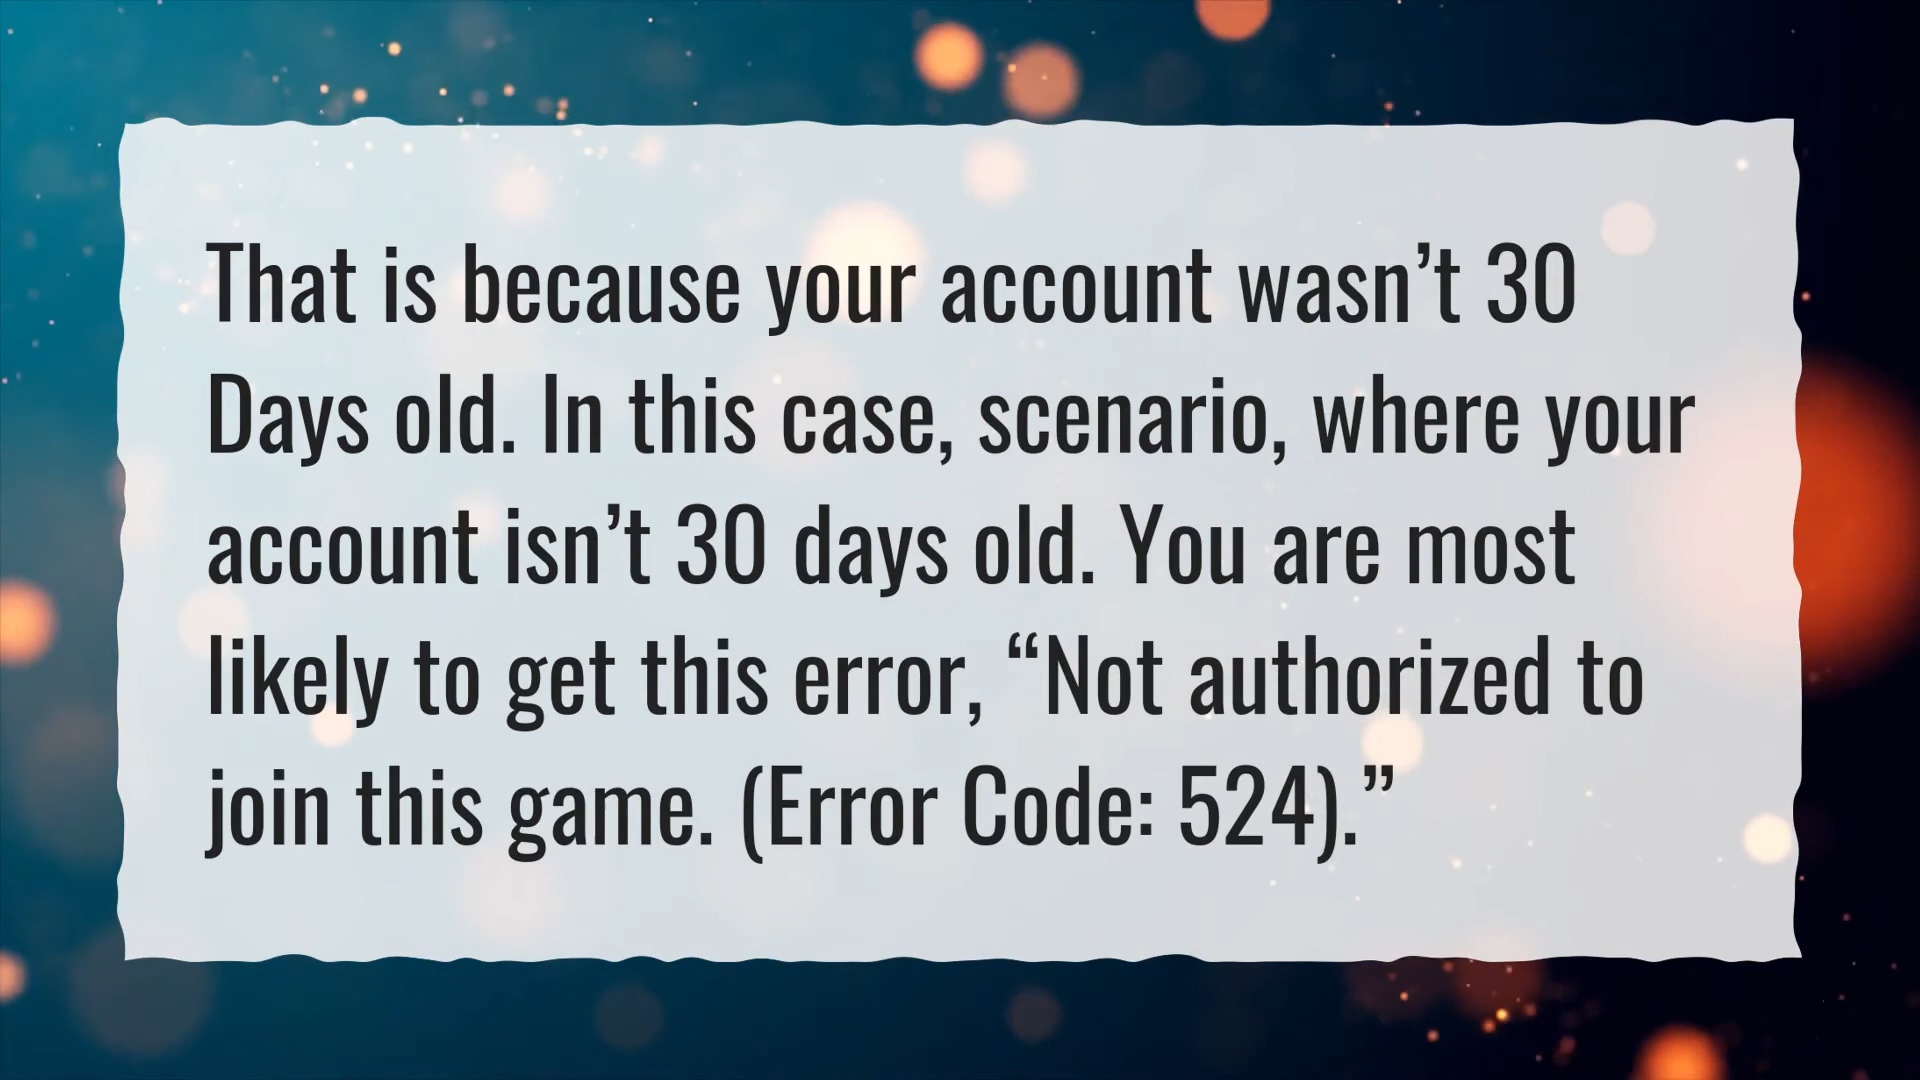 That is because your account wasn’t 30
Days old. In this case, scenario, where your
account isn’t 30 days old. You are most
likely to get this error, “Not authorized to
join this game. (Error Code: 524).”